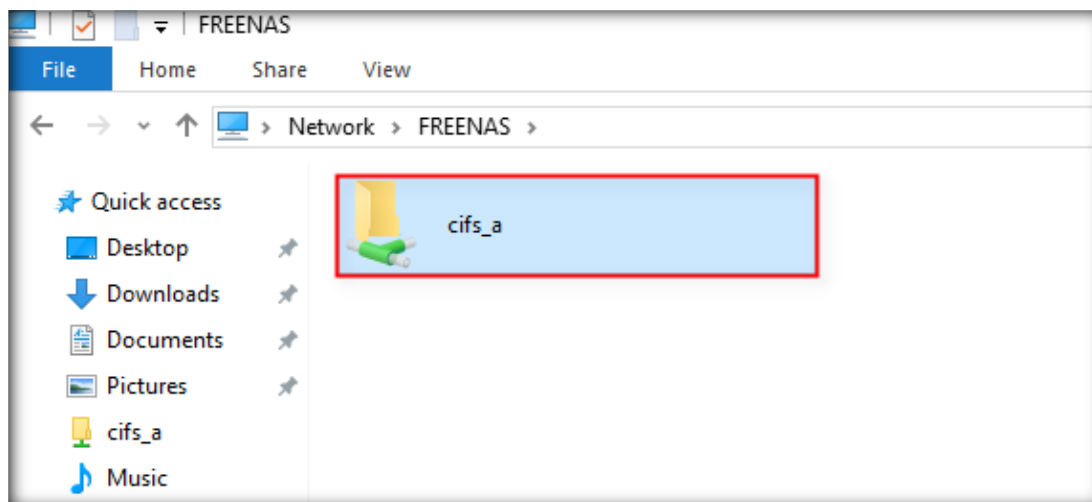 FREENAS
File Home Share View
Network > FREENAS >
Quick access
Desktop
Downloads
Documents
Pictures
cifs_a
Music
cifs_a